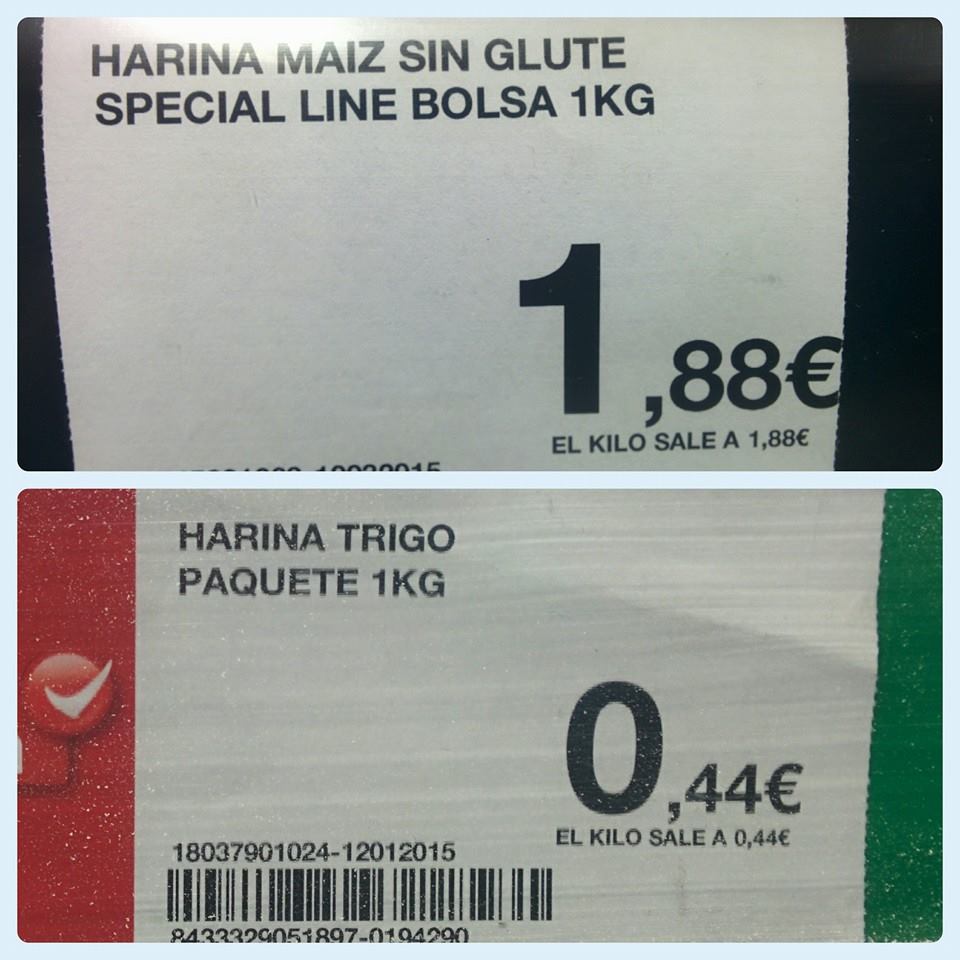 HARINA MAIZ SIN GLUTE
SPECIAL LINE BOLSA 1KG
1,88€
EL KILO SALE A 1,88€
HARINA TRIGO
PAQUETE 1KG
0,44€
EL KILO SALE A 0,44€
18037901024-12012015
8433329051897-0194290